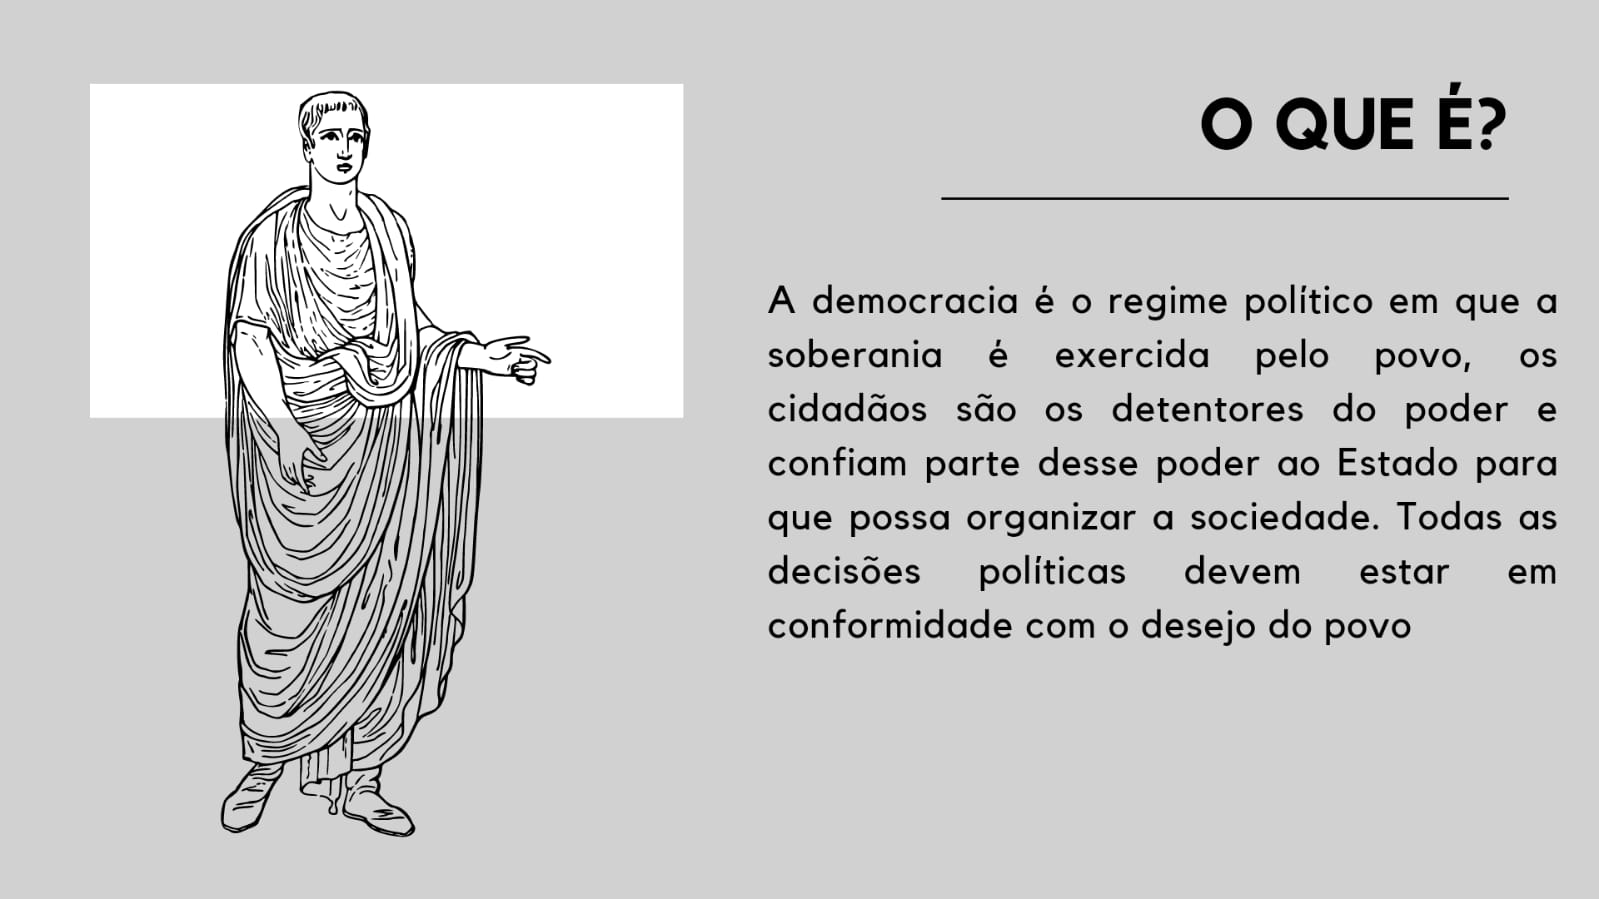 O QUE É?
A democracia é o regime político em que a
soberania é exercida pelo povo, os
cidadãos são os detentores do poder e
confiam parte desse poder ao Estado para
que possa organizar a sociedade. Todas as
decisões políticas devem estar em
conformidade com o desejo do povo